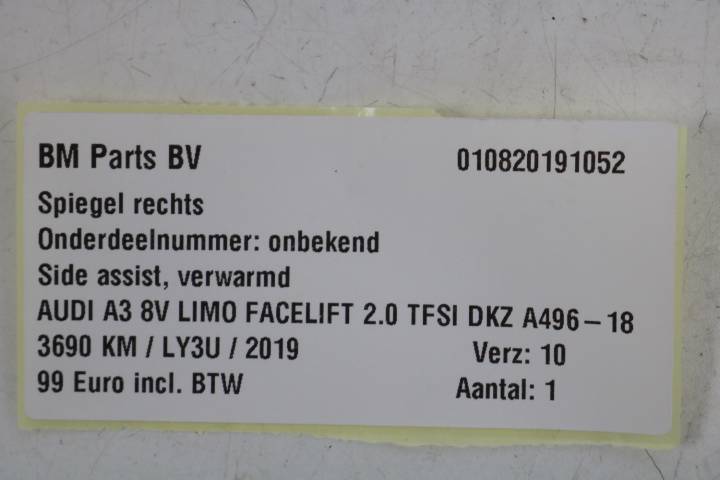 BM Parts BV 010820191052
Spiegel rechts
Onderdeelnummer: onbekend
Side assist, verwarmd
AUDI A3 8V LIMO FACELIFT 2.0 TFSI DKZ A496-18
3690 KM / LY3U / 2019 Verz: 10
99 Euro incl. BTW Aantal: 1